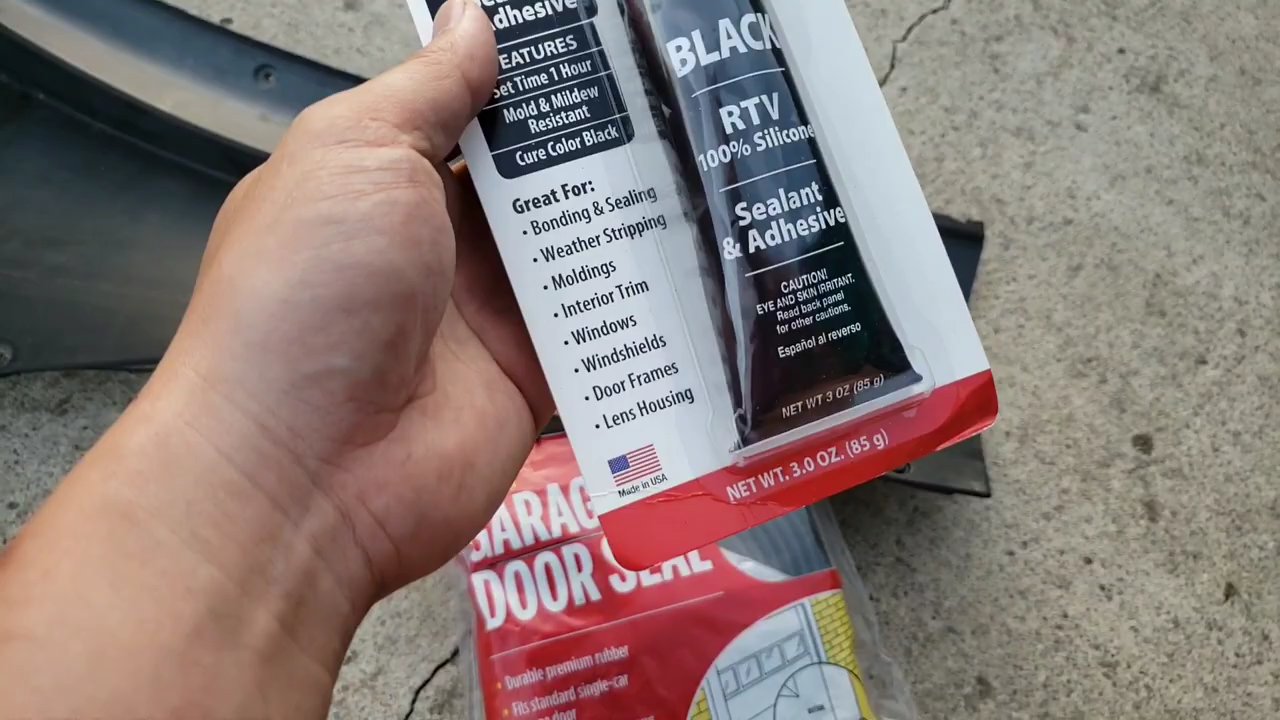 Adhesive
FEATURES
Set Time 1 Hour
Mold & Mildew
Resistant
Cure Color Black
Great For:
• Bonding & Sealing
• Weather Stripping
• Moldings
• Interior Trim
• Windows
• Windshields
• Door Frames
• Lens Housing
Made in USA
BLACK
RTV
100% Silicone
Sealant
& Adhesive
CAUTION!
EYE AND SKIN IRRITANT.
Read back panel
for other cautions.
Español al reverso
NET WT 3 OZ (85 g)
NET WT. 3.0 OZ. (85 g)
GARAG
DOOR SEAL
• Durable premium rubber
• Fits standard single-car
door